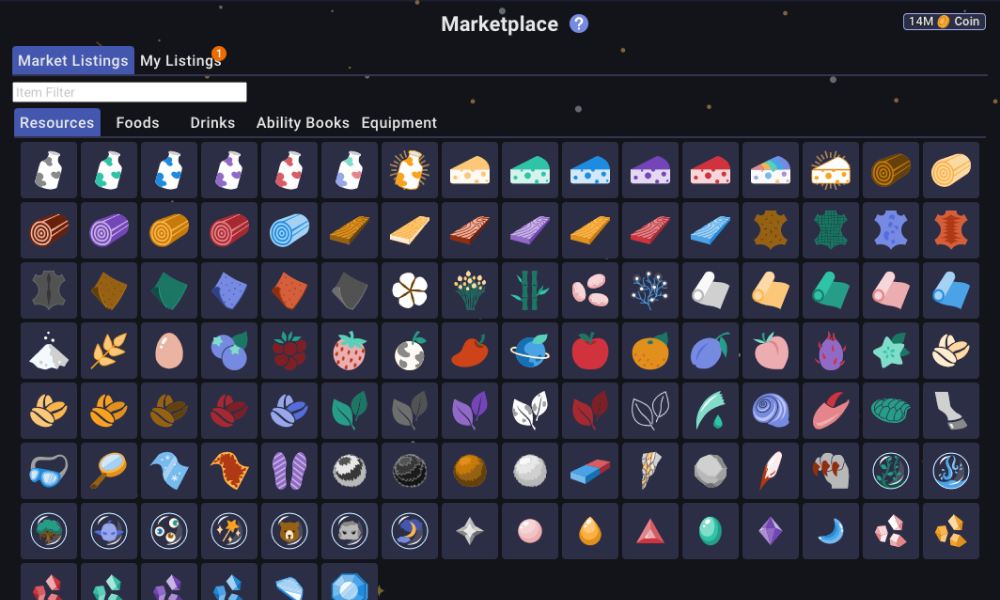 Marketplace ?
14M Coin
Market Listings My Listings 1
Item Filter
Resources Foods Drinks Ability Books Equipment